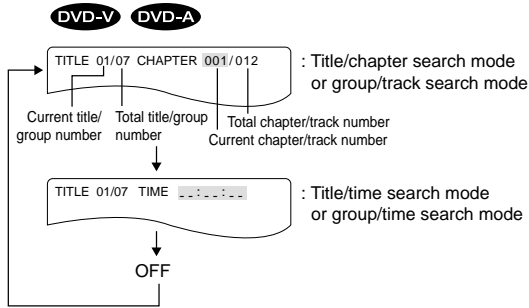 DVD-V DVD-A
TITLE 01/07 CHAPTER 001/012
: Title/chapter search mode
or group/track search mode
Current title/
group number
Total title/group
number
Total chapter/track number
Current chapter/track number
TITLE 01/07 TIME _ _:_ _:_ _
: Title/time search mode
or group/time search mode
OFF